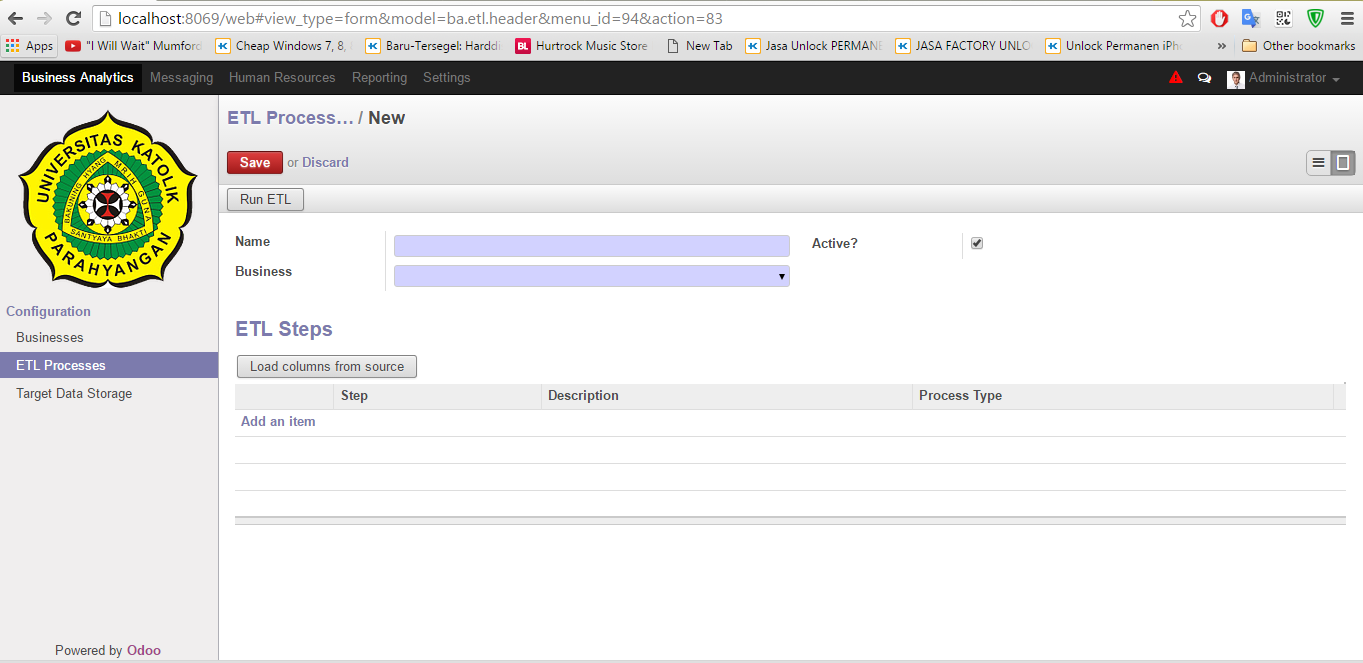 localhost:8069/web#view_type=form&model=ba.etl.header&menu_id=94&action=83
Apps "I Will Wait" Mumford Cheap Windows 7, 8, Baru-Tersegel: Harddi BL Hurtrock Music Store New Tab Jasa Unlock PERMANE JASA FACTORY UNLO Unlock Permanen iPh » Other bookmarks
Business Analytics Messaging Human Resources Reporting Settings Administrator
UNIVERSITAS KATOLIK
PARAHYANGAN
BAKUNING HYANG MRIH GUNA
SANTYAYA BHAKTI
Configuration
Businesses
ETL Processes
Target Data Storage
Powered by Odoo
ETL Process... / New
Save or Discard
Run ETL
Name
Active?
Business
ETL Steps
Load columns from source
Step Description Process Type
Add an item